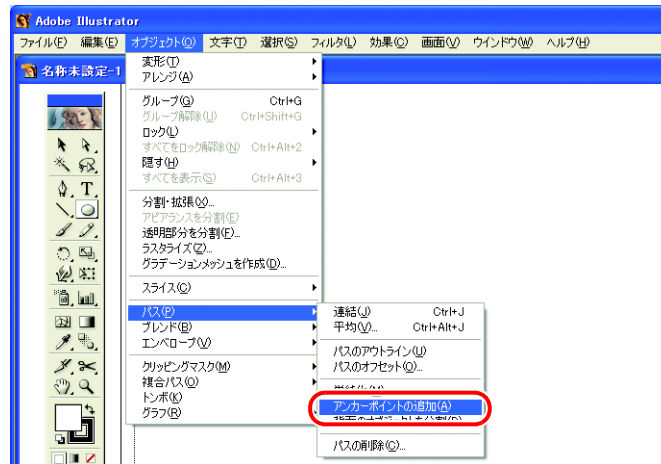 Adobe Illustrator
ファイル(F) 編集(E) オブジェクト(O) 文字(T) 選択(S) フィルタ(L) 効果(C) 画面(V) ウインドウ(W) ヘルプ(H)
名称未設定-1
変形(T)
アレンジ(A)
グループ(G) Ctrl+G
グループ解除(U) Ctrl+Shift+G
ロック(L)
すべてをロック解除(N) Ctrl+Alt+2
隠す(H)
すべてを表示(S) Ctrl+Alt+3
分割・拡張(X)...
アピアランスを分割(E)
透明部分を分割(F)...
ラスタライズ(Z)...
グラデーションメッシュを作成(D)...
スライス(C)
パス(P)
ブレンド(B)
エンベロープ(V)
クリッピングマスク(M)
複合パス(O)
トンボ(K)
グラフ(R)
連結(J) Ctrl+J
平均(V)... Ctrl+Alt+J
パスのアウトライン(U)
パスのオフセット(O)...
アンカーポイントの追加(A)
パスの削除(C)...